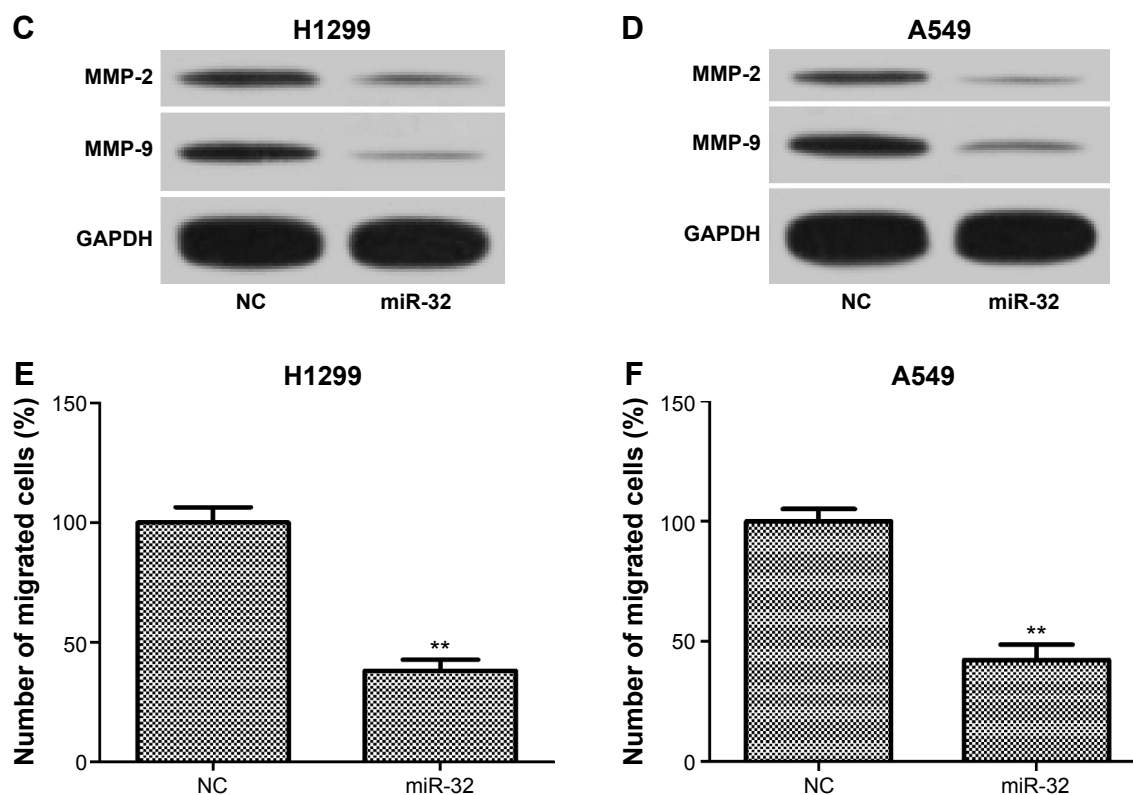 C
H1299
MMP-2
MMP-9
GAPDH
NC
miR-32
D
A549
MMP-2
MMP-9
GAPDH
NC
miR-32
E
H1299
Number of migrated cells (%)
150
100
50
0
**
NC
miR-32
F
A549
Number of migrated cells (%)
150
100
50
0
**
NC
miR-32